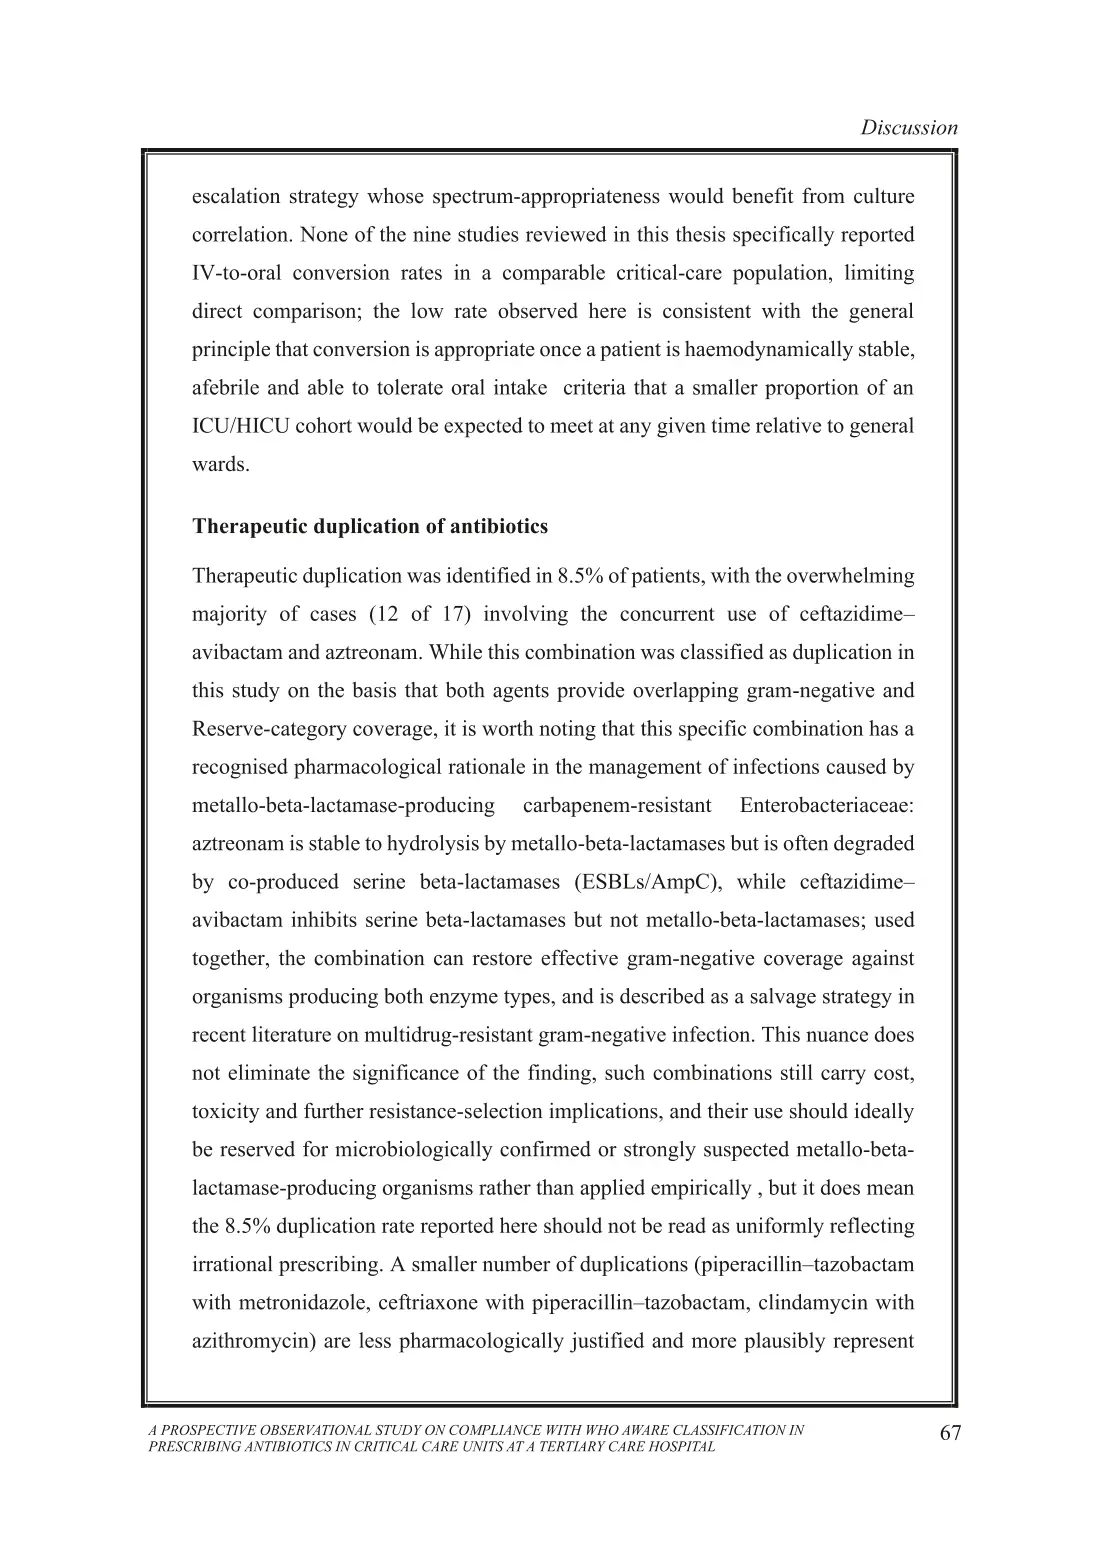 Discussion
escalation strategy whose spectrum-appropriateness would benefit from culture
correlation. None of the nine studies reviewed in this thesis specifically reported
IV-to-oral conversion rates in a comparable critical-care population, limiting
direct comparison; the low rate observed here is consistent with the general
principle that conversion is appropriate once a patient is haemodynamically stable,
afebrile and able to tolerate oral intake  criteria that a smaller proportion of an
ICU/HICU cohort would be expected to meet at any given time relative to general
wards.
Therapeutic duplication of antibiotics
Therapeutic duplication was identified in 8.5% of patients, with the overwhelming
majority of cases (12 of 17) involving the concurrent use of ceftazidime–
avibactam and aztreonam. While this combination was classified as duplication in
this study on the basis that both agents provide overlapping gram-negative and
Reserve-category coverage, it is worth noting that this specific combination has a
recognised pharmacological rationale in the management of infections caused by
metallo-beta-lactamase-producing carbapenem-resistant Enterobacteriaceae:
aztreonam is stable to hydrolysis by metallo-beta-lactamases but is often degraded
by co-produced serine beta-lactamases (ESBLs/AmpC), while ceftazidime–
avibactam inhibits serine beta-lactamases but not metallo-beta-lactamases; used
together, the combination can restore effective gram-negative coverage against
organisms producing both enzyme types, and is described as a salvage strategy in
recent literature on multidrug-resistant gram-negative infection. This nuance does
not eliminate the significance of the finding, such combinations still carry cost,
toxicity and further resistance-selection implications, and their use should ideally
be reserved for microbiologically confirmed or strongly suspected metallo-beta-
lactamase-producing organisms rather than applied empirically , but it does mean
the 8.5% duplication rate reported here should not be read as uniformly reflecting
irrational prescribing. A smaller number of duplications (piperacillin–tazobactam
with metronidazole, ceftriaxone with piperacillin–tazobactam, clindamycin with
azithromycin) are less pharmacologically justified and more plausibly represent
A PROSPECTIVE OBSERVATIONAL STUDY ON COMPLIANCE WITH WHO AWARE CLASSIFICATION IN
PRESCRIBING ANTIBIOTICS IN CRITICAL CARE UNITS AT A TERTIARY CARE HOSPITAL
67